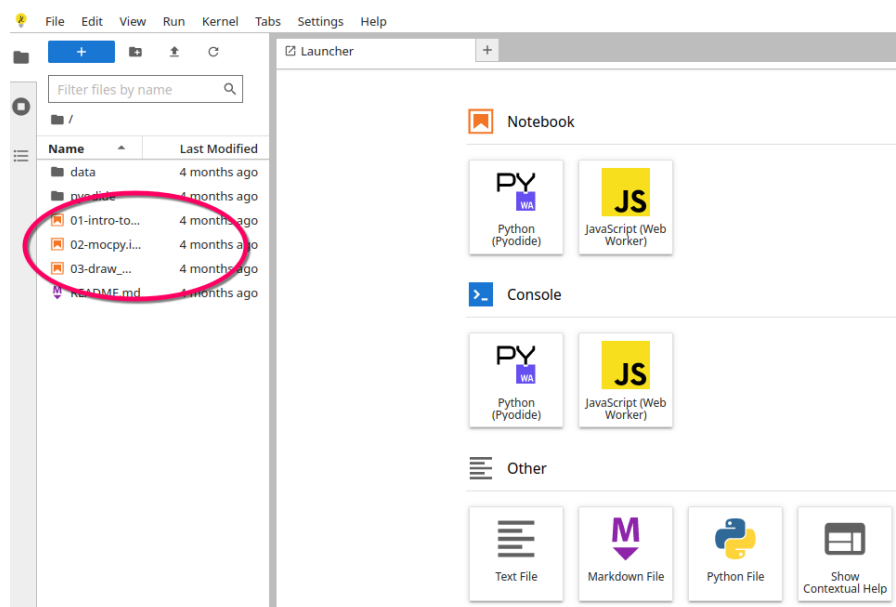 File Edit View Run Kernel Tabs Settings Help
+
Launcher
+
Filter files by name
/
Name Last Modified
data 4 months ago
pyodide 4 months ago
01-intro-to... 4 months ago
02-mocpy.i... 4 months ago
03-draw_... 4 months ago
README.md 4 months ago
Notebook
PY
WA
Python
(Pyodide)
JS
JavaScript (Web
Worker)
Console
PY
WA
Python
(Pyodide)
JS
JavaScript (Web
Worker)
Other
Text File
M
Markdown File
Python File
Show
Contextual Help